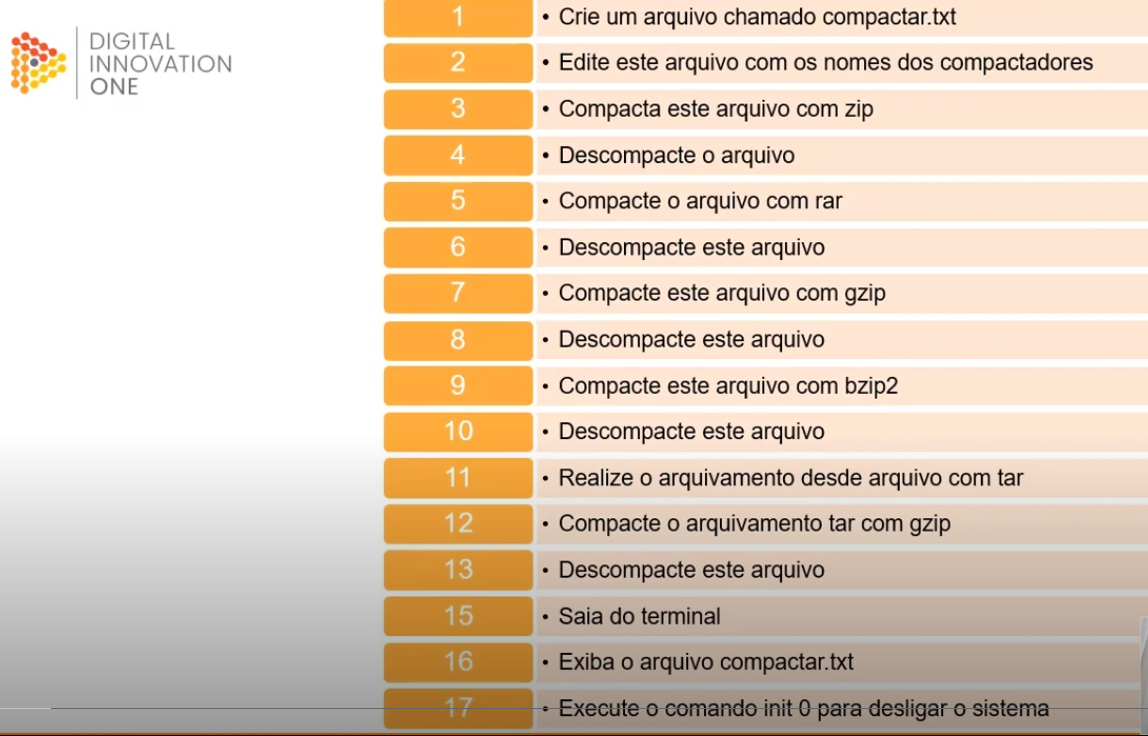 DIGITAL
INNOVATION
ONE
1 • Crie um arquivo chamado compactar.txt
2 • Edite este arquivo com os nomes dos compactadores
3 • Compacta este arquivo com zip
4 • Descompacte o arquivo
5 • Compacte o arquivo com rar
6 • Descompacte este arquivo
7 • Compacte este arquivo com gzip
8 • Descompacte este arquivo
9 • Compacte este arquivo com bzip2
10 • Descompacte este arquivo
11 • Realize o arquivamento desde arquivo com tar
12 • Compacte o arquivamento tar com gzip
13 • Descompacte este arquivo
15 • Saia do terminal
16 • Exiba o arquivo compactar.txt
17 • Execute o comando init 0 para desligar o sistema